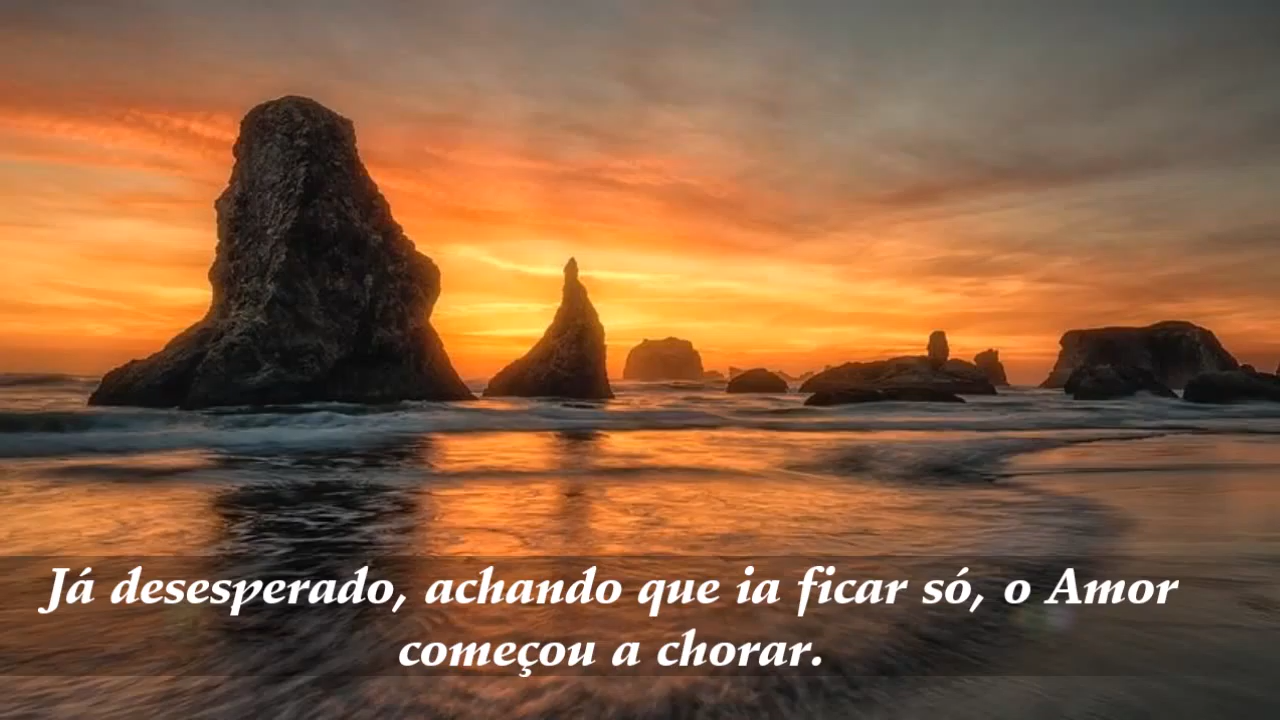 Já desesperado, achando que ia ficar só, o Amor
começou a chorar.